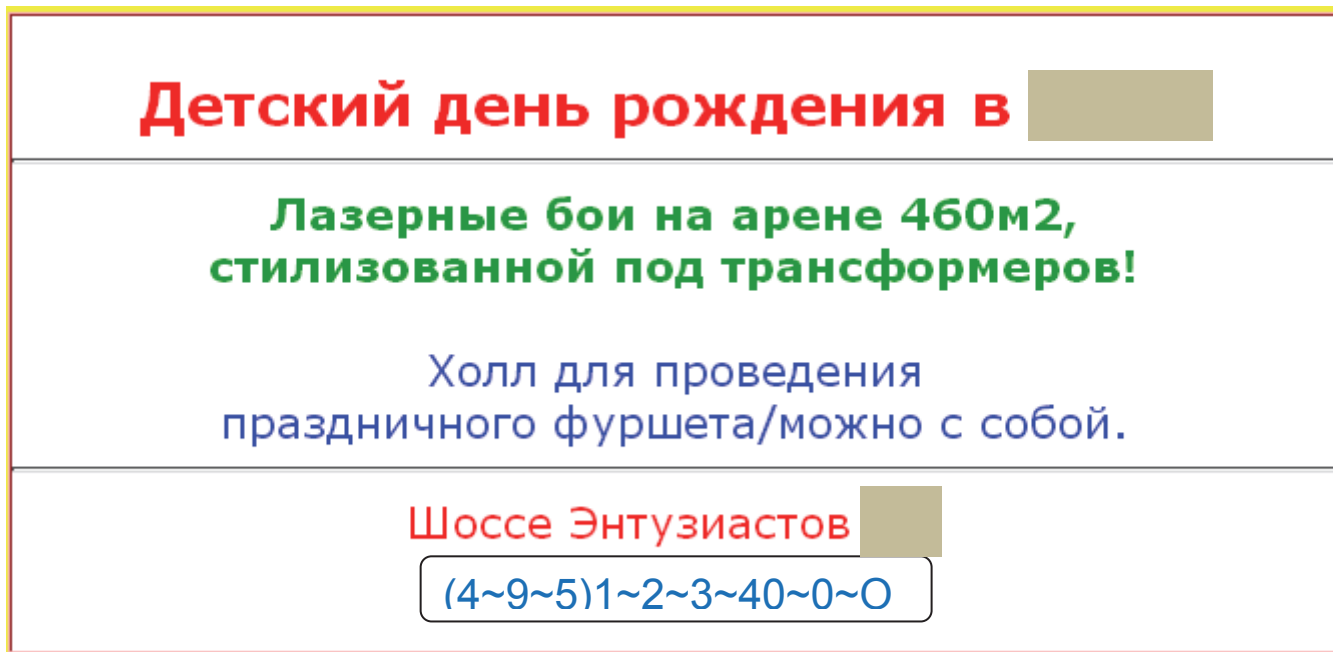 Детский день рождения в
Лазерные бои на арене 460м2,
стилизованной под трансформеров!
Холл для проведения
праздничного фуршета/можно с собой.
Шоссе Энтузиастов
(4~9~5)1~2~3~40~0~O